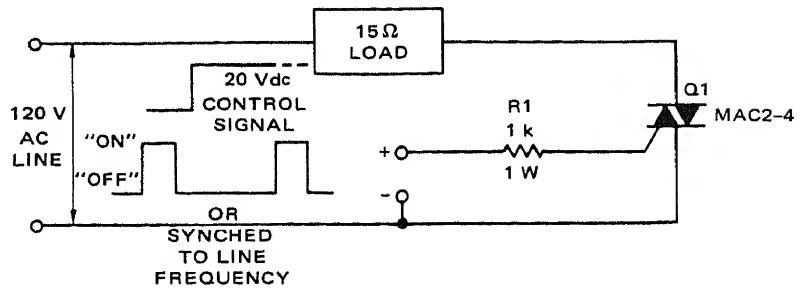 15Ω
LOAD
20 Vdc
CONTROL
SIGNAL
120 V
AC
LINE
"ON"
"OFF"
OR
SYNCHED
TO LINE
FREQUENCY
+
-
R1
1 k
1 W
Q1
MAC2-4